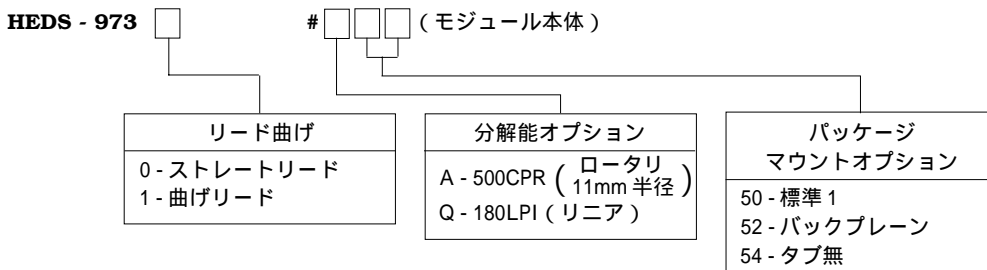 HEDS - 973 □ #□□□ (モジュール本体)
リード曲げ
0 - ストレートリード
1 - 曲げリード
分解能オプション
A - 500CPR ( ロータリ 11mm 半径 )
Q - 180LPI (リニア)
パッケージ
マウントオプション
50 - 標準 1
52 - バックプレーン
54 - タブ無